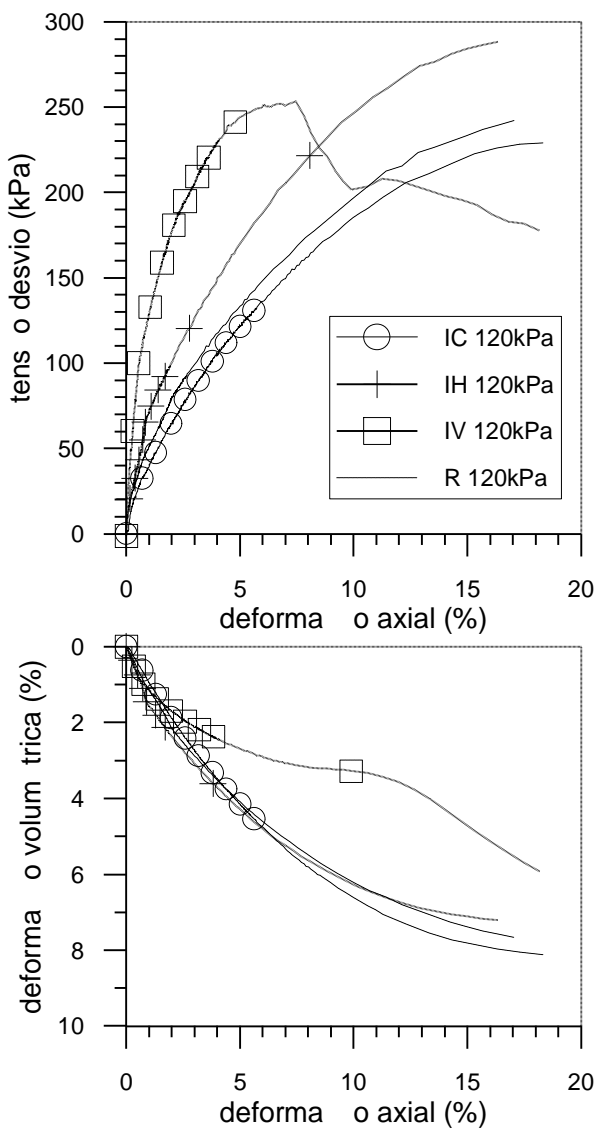 300
250
200
150
100
50
0
tens o desvio (kPa)
IC 120kPa
IH 120kPa
IV 120kPa
R 120kPa
0 5 10 15 20
deforma o axial (%)
0
2
4
6
8
10
deforma o volum trica (%)
0 5 10 15 20
deforma o axial (%)